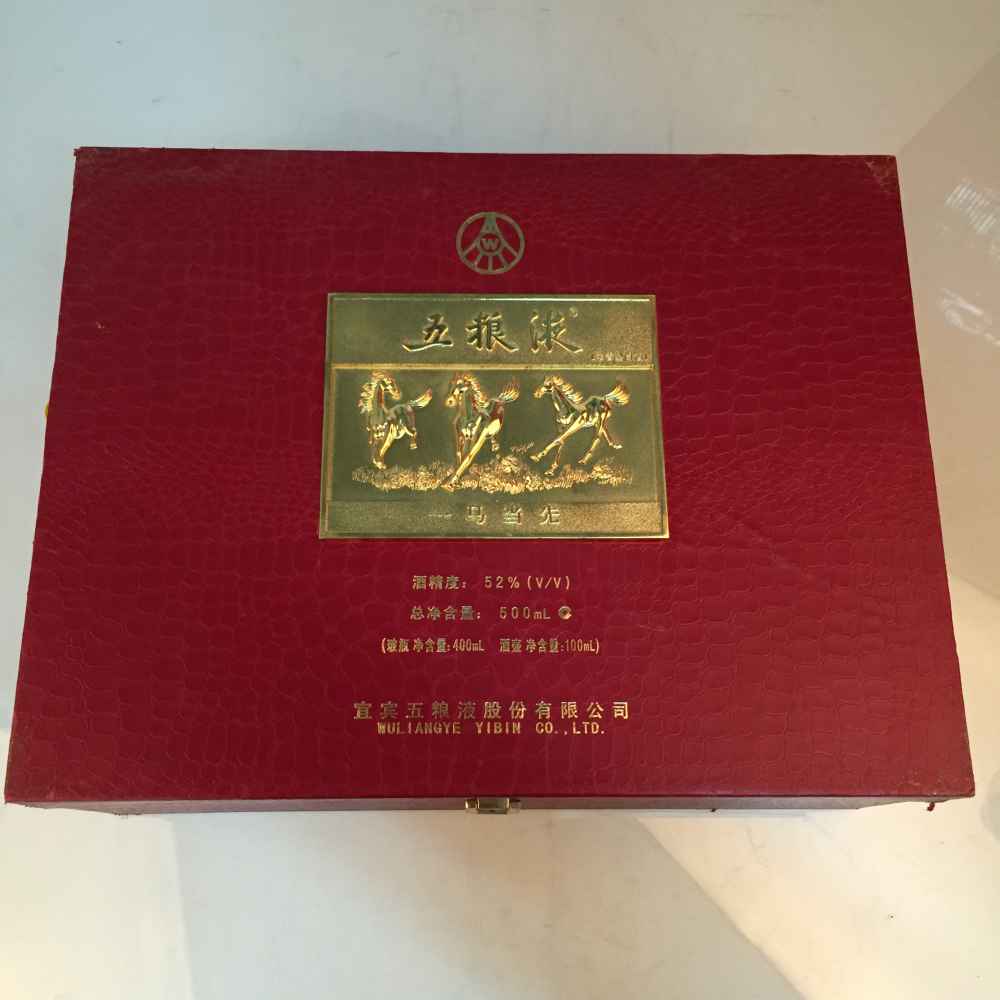 W
五粮液
一马当先
酒精度: 52%(V/V)
总净含量: 500mL
(玻瓶 净含量:400mL 酒壶 净含量:100mL)
宜宾五粮液股份有限公司
WULIANGYE YIBIN CO.,LTD.